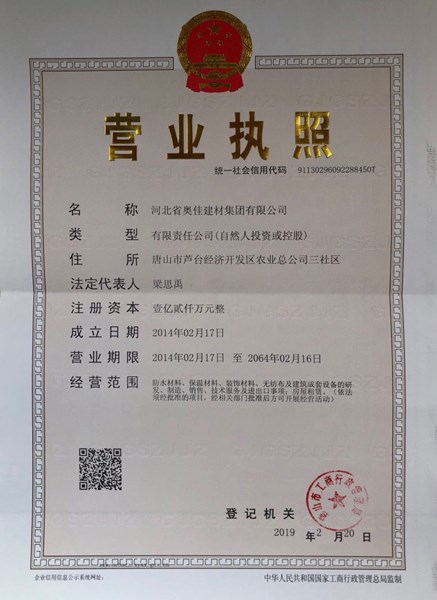 营业执照
统一社会信用代码 91130296092288450T
名称 河北省奥佳建材集团有限公司
类型 有限责任公司(自然人投资或控股)
住所 唐山市芦台经济开发区农业总公司三社区
法定代表人 梁思禹
注册资本 壹亿贰仟万元整
成立日期 2014年02月17日
营业期限 2014年02月17日 至 2064年02月16日
经营范围 防水材料、保温材料、装饰材料、无纺布及建筑成套设备的研
发、制造、销售、技术服务及进出口事项;房屋租赁。(依法
须经批准的项目,经相关部门批准后方可开展经营活动)
登记机关
2019 年 2 月 20 日
企业信用信息公示系统网址:
中华人民共和国国家工商行政管理总局监制